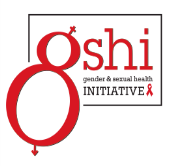 gshi
gender & sexual health
INITIATIVE